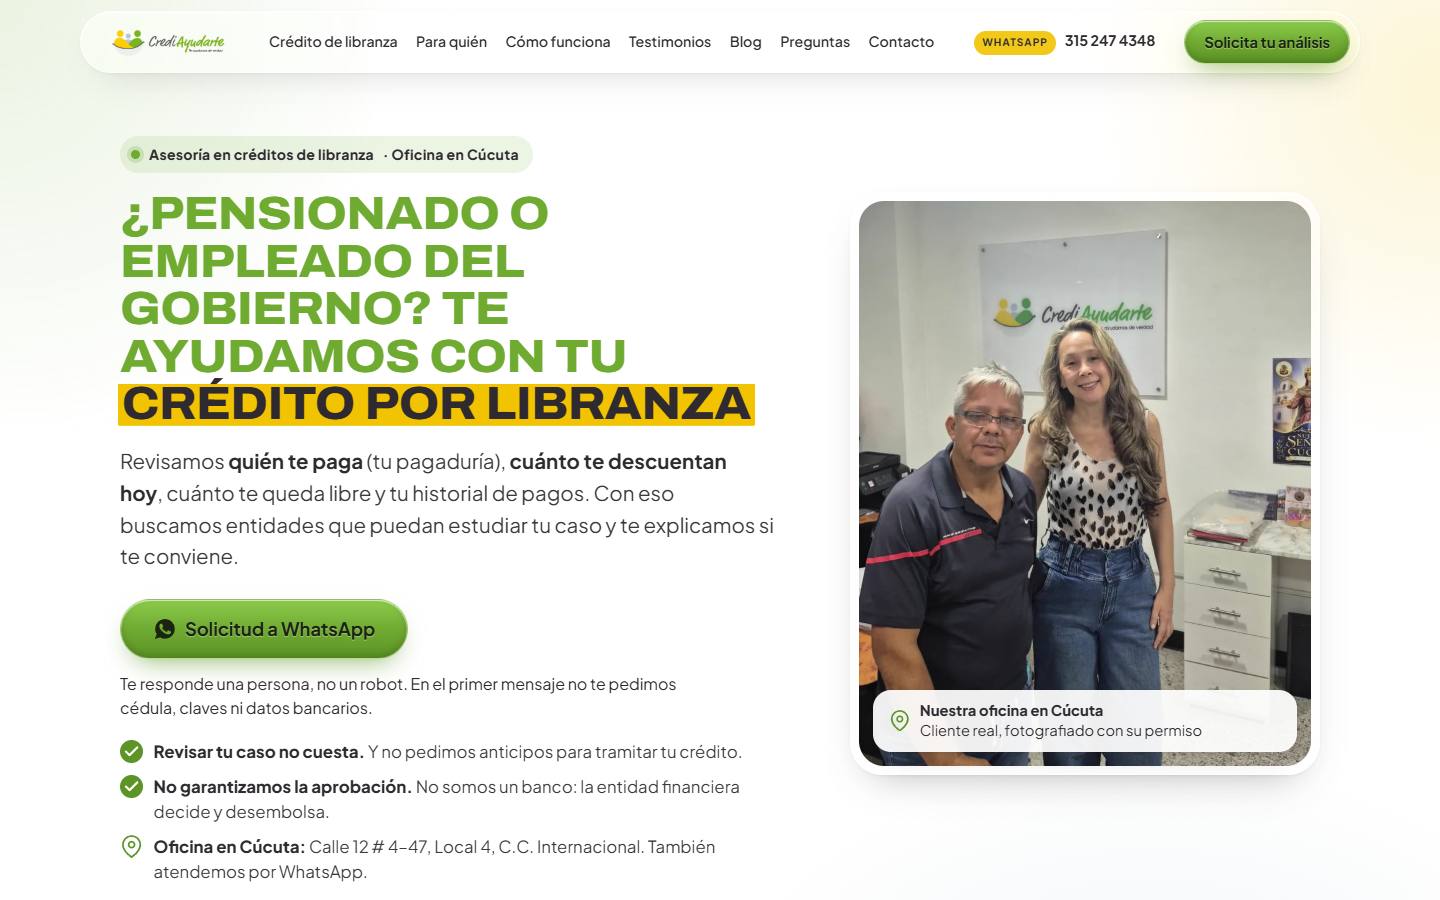 CrediAyudarte
Crédito de libranza
Para quién
Cómo funciona
Testimonios
Blog
Preguntas
Contacto
WHATSAPP 315 247 4348
Solicita tu análisis
Asesoría en créditos de libranza · Oficina en Cúcuta
¿PENSIONADO O
EMPLEADO DEL
GOBIERNO? TE
AYUDAMOS CON TU
CRÉDITO POR LIBRANZA
Revisamos quién te paga (tu pagaduría), cuánto te descuentan
hoy, cuánto te queda libre y tu historial de pagos. Con eso
buscamos entidades que puedan estudiar tu caso y te explicamos si
te conviene.
Solicitud a WhatsApp
Te responde una persona, no un robot. En el primer mensaje no te pedimos
cédula, claves ni datos bancarios.
Revisar tu caso no cuesta. Y no pedimos anticipos para tramitar tu crédito.
No garantizamos la aprobación. No somos un banco: la entidad financiera
decide y desembolsa.
Oficina en Cúcuta: Calle 12 # 4–47, Local 4, C.C. Internacional. También
atendemos por WhatsApp.
CrediAyudarte
de verdad
Nuestra oficina en Cúcuta
Cliente real, fotografiado con su permiso